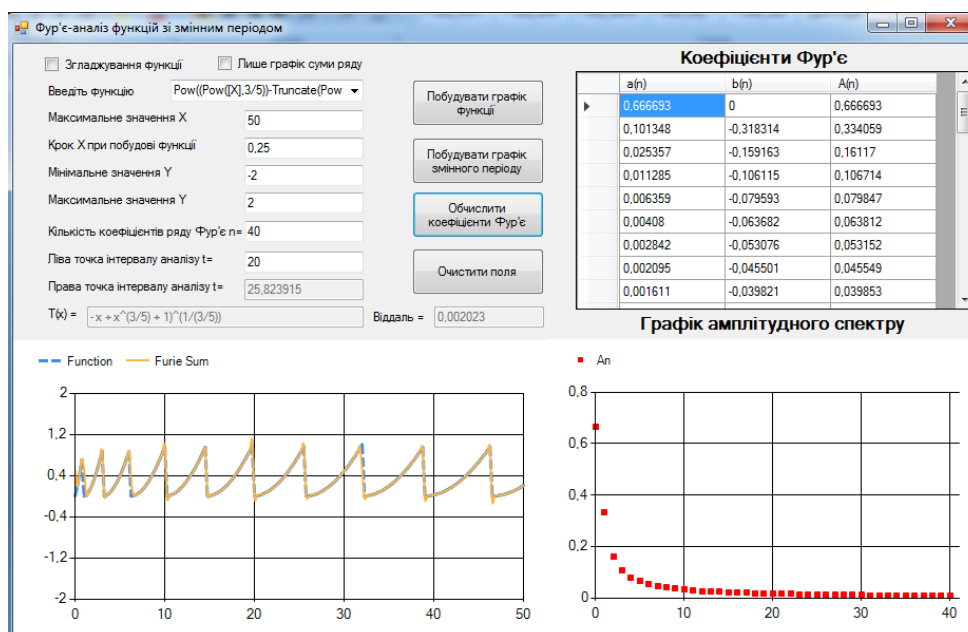 Фур'є-аналіз функцій зі змінним періодом
Згладжування функції
Лише графік суми ряду
Введіть функцію
Pow((Pow([X],3/5))-Truncate(Pow
Максимальне значення X
50
Крок X при побудові функції
0,25
Мінімальне значення Y
-2
Максимальне значення Y
2
Кількість коефіцієнтів ряду Фур'є n=
40
Ліва точка інтервалу аналізу t=
20
Права точка інтервалу аналізу t=
25,823915
T(x) =
-x + x^(3/5) + 1)^(1/(3/5))
Віддаль =
0,002023
Побудувати графік
функції
Побудувати графік
змінного періоду
Обчислити
коефіцієнти Фур'є
Очистити поля
Коефіцієнти Фур'є
a(n) b(n) A(n)
0,666693 0 0,666693
0,101348 -0,318314 0,334059
0,025357 -0,159163 0,16117
0,011285 -0,106115 0,106714
0,006359 -0,079593 0,079847
0,00408 -0,063682 0,063812
0,002842 -0,053076 0,053152
0,002095 -0,045501 0,045549
0,001611 -0,039821 0,039853
Графік амплітудного спектру
Function Furie Sum
2
1,2
0,4
-0,4
-1,2
-2
0 10 20 30 40 50
An
0,8
0,6
0,4
0,2
0
0 10 20 30 40